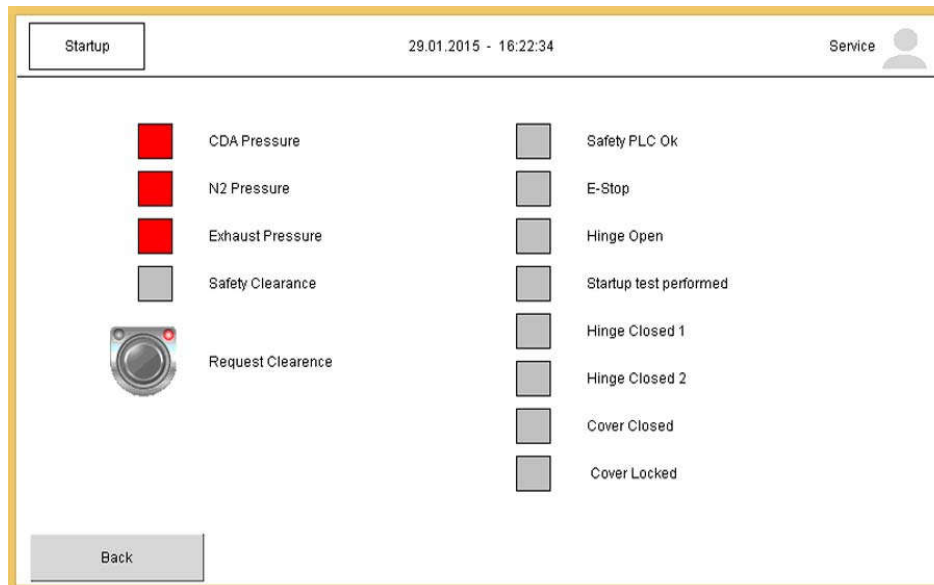 Startup
29.01.2015 - 16:22:34
Service
CDA Pressure
N2 Pressure
Exhaust Pressure
Safety Clearance
Request Clearence
Safety PLC Ok
E-Stop
Hinge Open
Startup test performed
Hinge Closed 1
Hinge Closed 2
Cover Closed
Cover Locked
Back